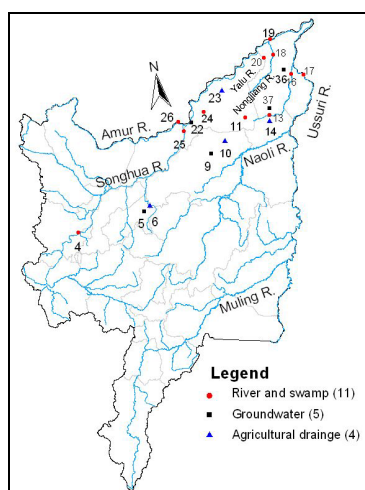 19
18
20
N
23
Yalu R.
Nongjiang R.
36
16
17
26
24
37
Ussuri R.
Amur R.
22
11
13
25
14
Songhua R.
10
Naoli R.
9
5
6
4
Muling R.
Legend
River and swamp (11)
Groundwater (5)
Agricultural drainge (4)